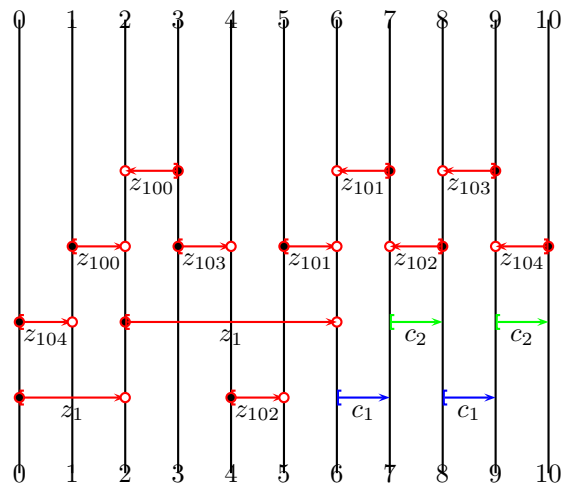 0 1 2 3 4 5 6 7 8 9 10
z₁₀₀ z₁₀₁ z₁₀₃
z₁₀₀ z₁₀₃ z₁₀₁ z₁₀₂ z₁₀₄
z₁₀₄ z₁ c₂ c₂
z₁ z₁₀₂ c₁ c₁
0 1 2 3 4 5 6 7 8 9 10